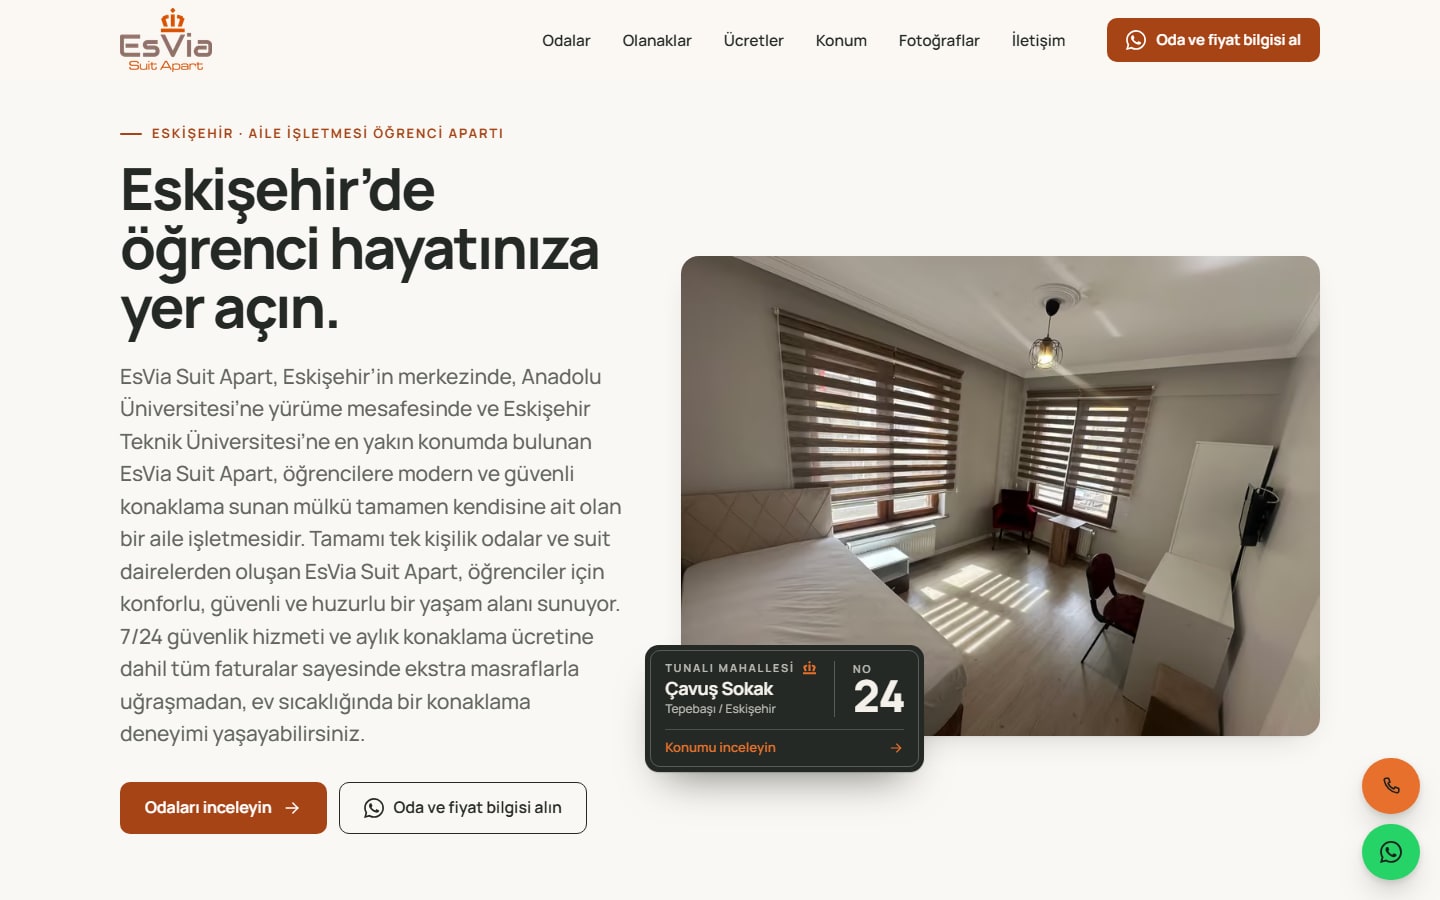 EsVia
Suit Apart
Odalar
Olanaklar
Ücretler
Konum
Fotoğraflar
İletişim
Oda ve fiyat bilgisi al
ESKİŞEHİR · AİLE İŞLETMESİ ÖĞRENCİ APARTI
Eskişehir’de
öğrenci hayatınıza
yer açın.
EsVia Suit Apart, Eskişehir’in merkezinde, Anadolu
Üniversitesi’ne yürüme mesafesinde ve Eskişehir
Teknik Üniversitesi’ne en yakın konumda bulunan
EsVia Suit Apart, öğrencilere modern ve güvenli
konaklama sunan mülkü tamamen kendisine ait olan
bir aile işletmesidir. Tamamı tek kişilik odalar ve suit
dairelerden oluşan EsVia Suit Apart, öğrenciler için
konforlu, güvenli ve huzurlu bir yaşam alanı sunuyor.
7/24 güvenlik hizmeti ve aylık konaklama ücretine
dahil tüm faturalar sayesinde ekstra masraflarla
uğraşmadan, ev sıcaklığında bir konaklama
deneyimi yaşayabilirsiniz.
Odaları inceleyin
Oda ve fiyat bilgisi alın
TUNALI MAHALLESİ
Çavuş Sokak
Tepebaşı / Eskişehir
NO
24
Konumu inceleyin